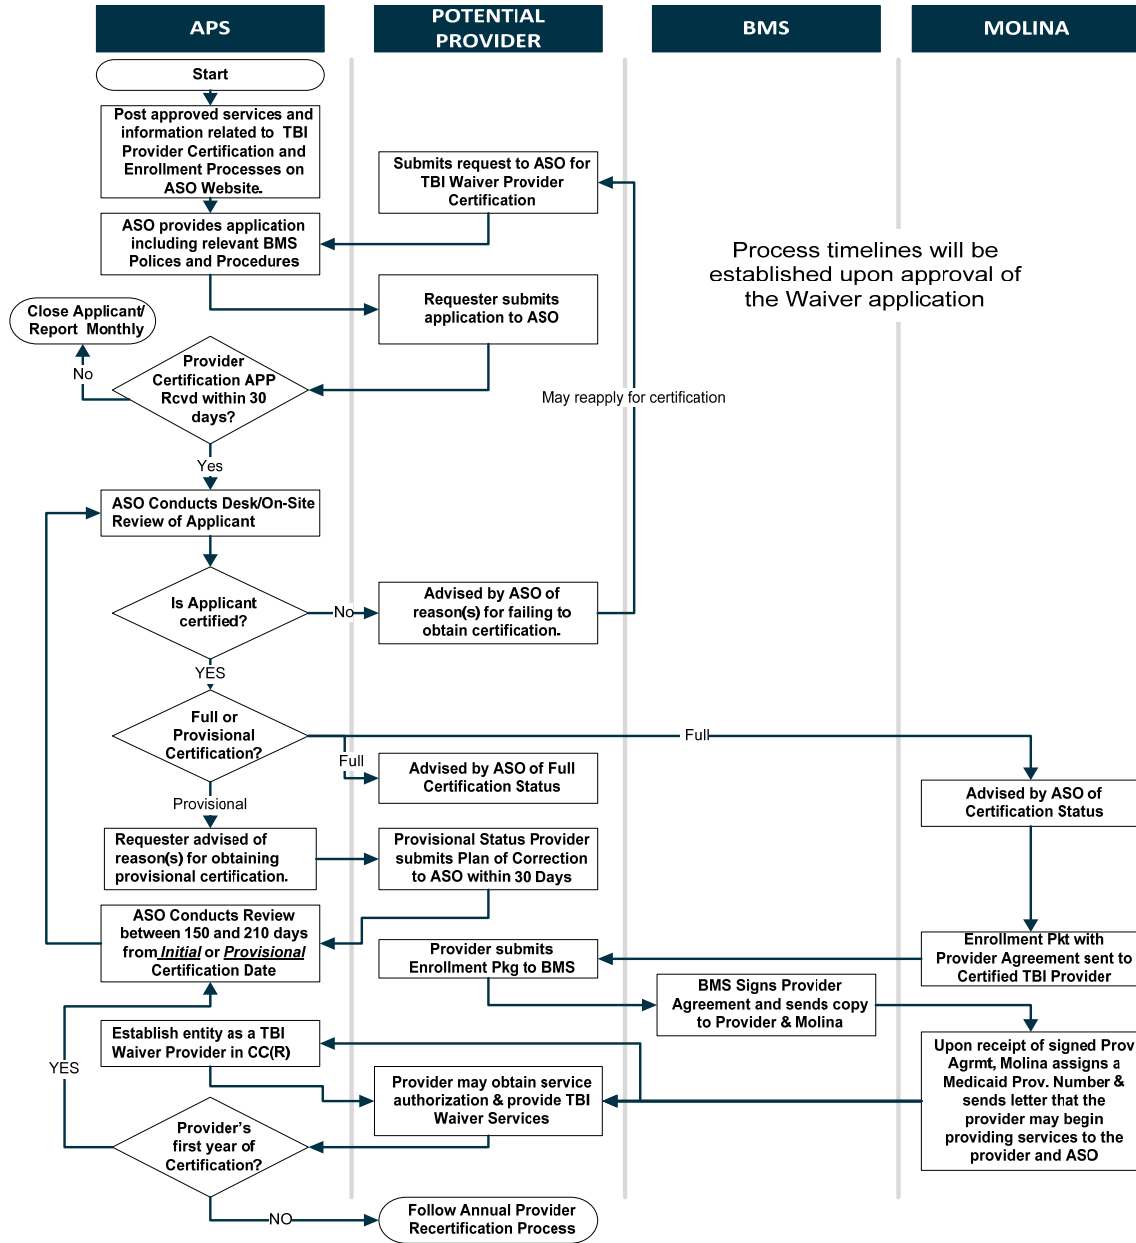 APS
POTENTIAL
PROVIDER
BMS
MOLINA
Start
Post approved services and
information related to TBI
Provider Certification and
Enrollment Processes on
ASO Website.
Submits request to ASO for
TBI Waiver Provider
Certification
ASO provides application
including relevant BMS
Polices and Procedures
Process timelines will be
established upon approval of
the Waiver application
Requester submits
application to ASO
Close Applicant/
Report Monthly
No
Provider
Certification APP
Rcvd within 30
days?
May reapply for certification
Yes
ASO Conducts Desk/On-Site
Review of Applicant
Is Applicant
certified?
No
Advised by ASO of
reason(s) for failing to
obtain certification.
YES
Full or
Provisional
Certification?
Full
Full
Advised by ASO of Full
Certification Status
Advised by ASO of
Certification Status
Provisional
Requester advised of
reason(s) for obtaining
provisional certification.
Provisional Status Provider
submits Plan of Correction
to ASO within 30 Days
ASO Conducts Review
between 150 and 210 days
from Initial or Provisional
Certification Date
Provider submits
Enrollment Pkg to BMS
Enrollment Pkt with
Provider Agreement sent to
Certified TBI Provider
BMS Signs Provider
Agreement and sends copy
to Provider & Molina
Establish entity as a TBI
Waiver Provider in CC(R)
YES
Upon receipt of signed Prov
Agrmt, Molina assigns a
Medicaid Prov. Number &
sends letter that the
provider may begin
providing services to the
provider and ASO
Provider may obtain service
authorization & provide TBI
Waiver Services
Provider's
first year of
Certification?
NO
Follow Annual Provider
Recertification Process